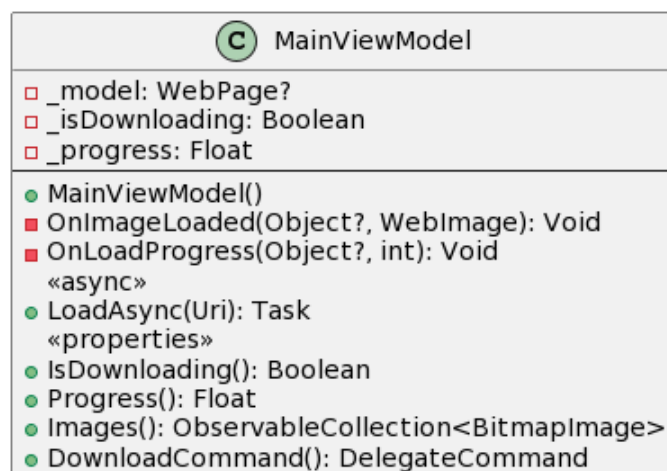 C MainViewModel
_model: WebPage?
_isDownloading: Boolean
_progress: Float
MainViewModel()
OnImageLoaded(Object?, WebImage): Void
OnLoadProgress(Object?, int): Void
«async»
LoadAsync(Uri): Task
«properties»
IsDownloading(): Boolean
Progress(): Float
Images(): ObservableCollection<BitmapImage>
DownloadCommand(): DelegateCommand